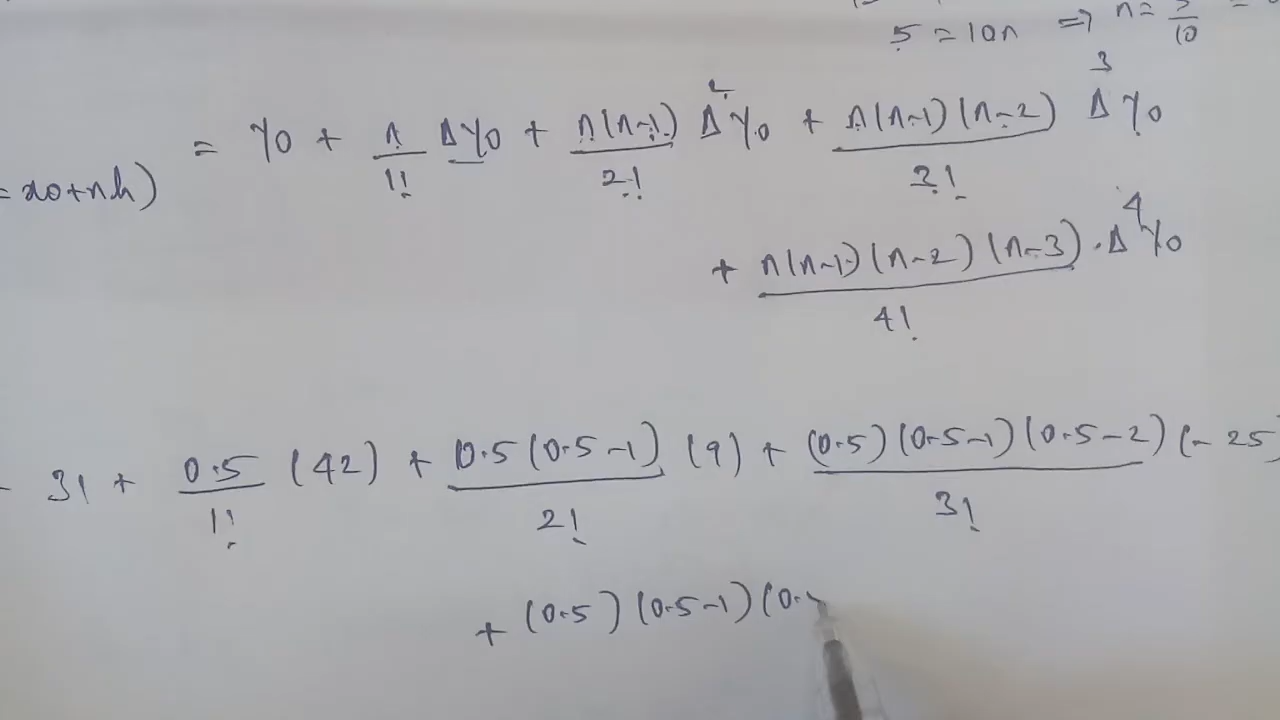 5 = 10n ⇒ n = 5/10 =
= x0+nh) = y0 + n/1! Δy0 + n(n-1)/2! Δ²y0 + n(n-1)(n-2)/3! Δ³y0
+ n(n-1)(n-2)(n-3)/4! · Δ⁴y0
31 + 0.5/1! (42) + 0.5(0.5-1)/2! (9) + (0.5)(0.5-1)(0.5-2)/3! (-25)
+ (0.5)(0.5-1)(0.